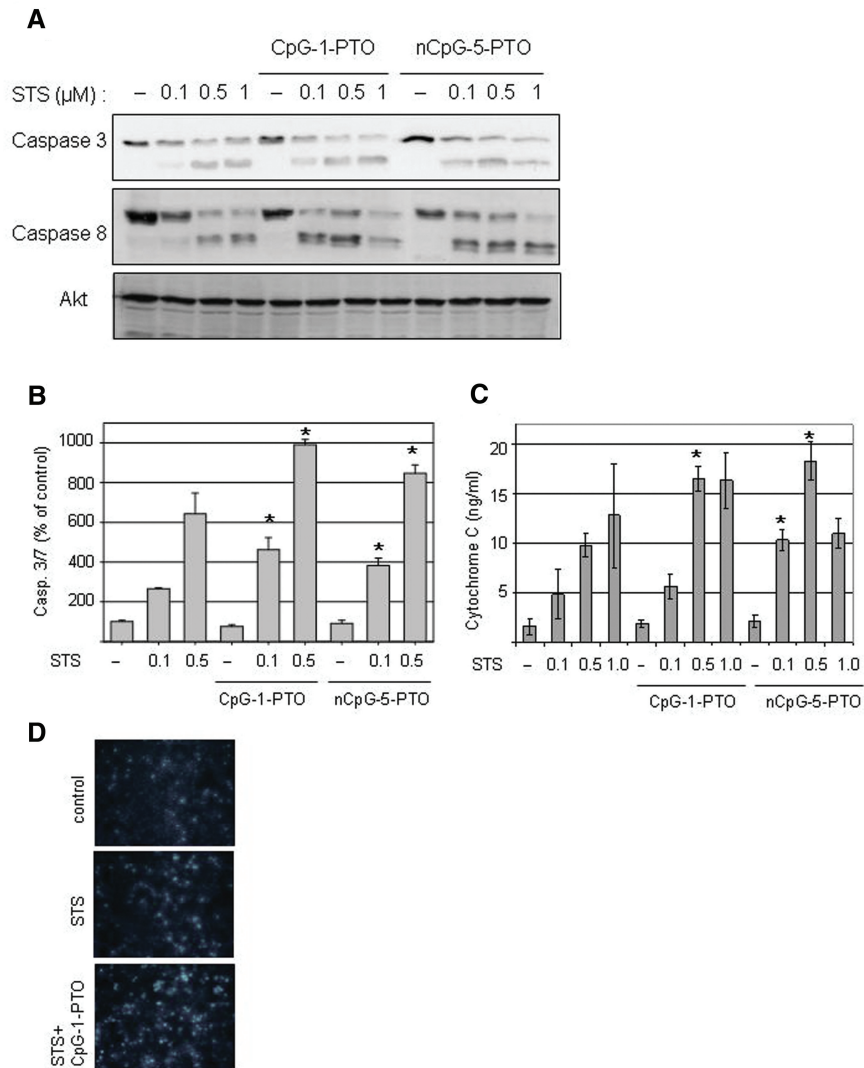 A
CpG-1-PTO nCpG-5-PTO
STS (µM) : – 0.1 0.5 1 – 0.1 0.5 1 – 0.1 0.5 1
Caspase 3
Caspase 8
Akt
B
Casp. 3/7 (% of control)
1000
800
600
400
200
* * * *
STS – 0.1 0.5 – 0.1 0.5 – 0.1 0.5
CpG-1-PTO nCpG-5-PTO
C
Cytochrome C (ng/ml)
20
15
10
5
* * *
STS – 0.1 0.5 1.0 – 0.1 0.5 1.0 – 0.1 0.5 1.0
CpG-1-PTO nCpG-5-PTO
D
control
STS
STS+
CpG-1-PTO